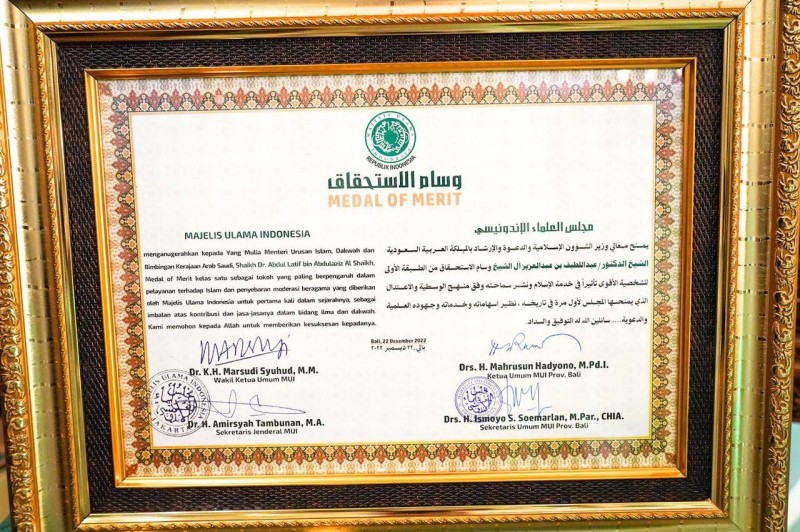 MAJELIS ULAMA
INDONESIA
REPUBLIK INDONESIA
وسام الاستحقاق
MEDAL OF MERIT
MAJELIS ULAMA INDONESIA
menganugerahkan kepada Yang Mulia Menteri Urusan Islam, Dakwah dan
Bimbingan Kerajaan Arab Saudi, Shaikh Dr. Abdul Latif bin Abdulaziz Al Shaikh,
Medal of Merit kelas satu sebagai tokoh yang paling berpengaruh dalam
pelayanan terhadap Islam dan penyebaran moderasi beragama yang diberikan
oleh Majelis Ulama Indonesia untuk pertama kali dalam sejarahnya, sebagai
imbalan atas kontribusi dan jasa-jasanya dalam bidang ilmu dan dakwah.
Kami memohon kepada Allah untuk memberikan kesuksesan kepadanya.
مجلس العلماء الإندونيسي
يمنح معالي وزير الشؤون الإسلامية والدعوة والإرشاد بالمملكة العربية السعودية
الشيخ الدكتور/ عبداللطيف بن عبدالعزيز آل الشيخ وسام الاستحقاق من الطبقة الأولى
للشخصية الأقوى تأثيراً في خدمة الإسلام ونشر سماحته وفق منهج الوسطية والاعتدال
الذي يمنحها المجلس لأول مرة في تاريخه، نظير اسهاماته وخدماته وجهوده العلمية
والدعوية... سائلين الله له التوفيق والسداد.
Bali, 22 Desember 2022
بالي، ٢٢ ديسمبر ٢٠٢٢
Dr. K.H. Marsudi Syuhud, M.M.
Wakil Ketua Umum MUI
Drs. H. Mahrusun Hadyono, M.Pd.I.
Ketua Umum MUI Prov. Bali
Dr. H. Amirsyah Tambunan, M.A.
Sekretaris Jenderal MUI
Drs. H. Ismoyo S. Soemarlan, M.Par., CHIA.
Sekretaris Umum MUI Prov. Bali
MAJELIS ULAMA INDONESIA
JAKARTA